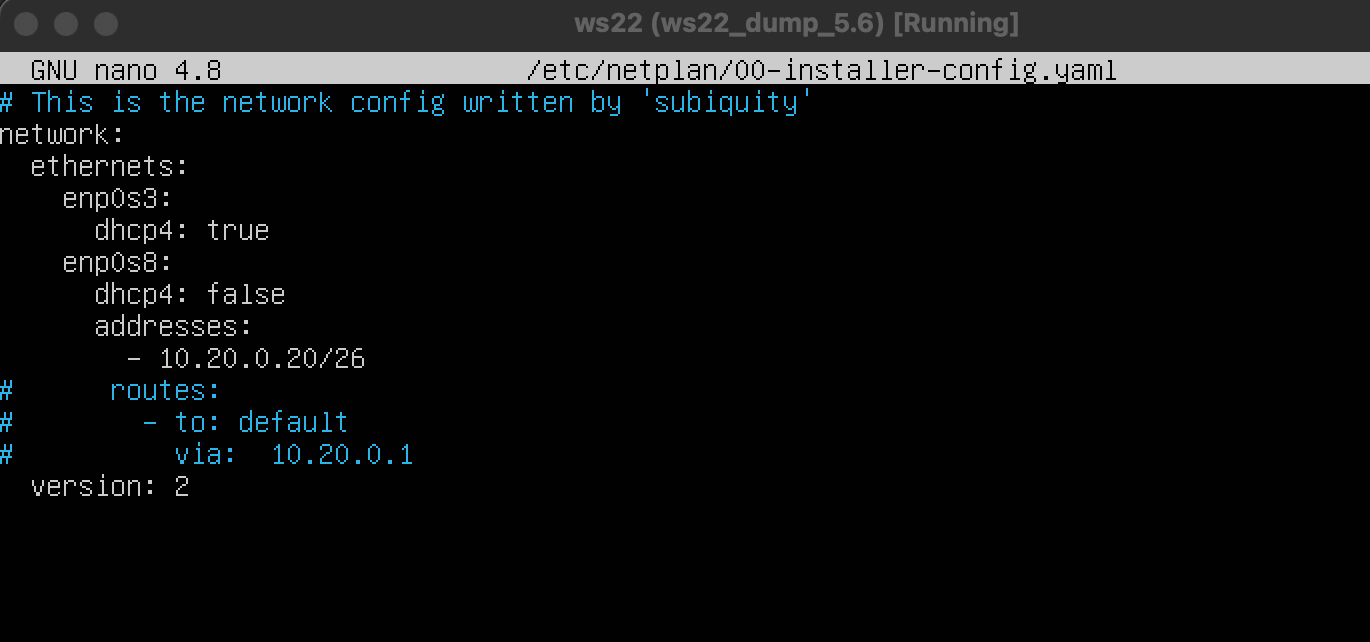 ws22 (ws22_dump_5.6) [Running]
GNU nano 4.8 /etc/netplan/00-installer-config.yaml
# This is the network config written by 'subiquity'
network:
  ethernets:
    enp0s3:
      dhcp4: true
    enp0s8:
      dhcp4: false
      addresses:
        - 10.20.0.20/26
#      routes:
#        - to: default
#          via:  10.20.0.1
  version: 2